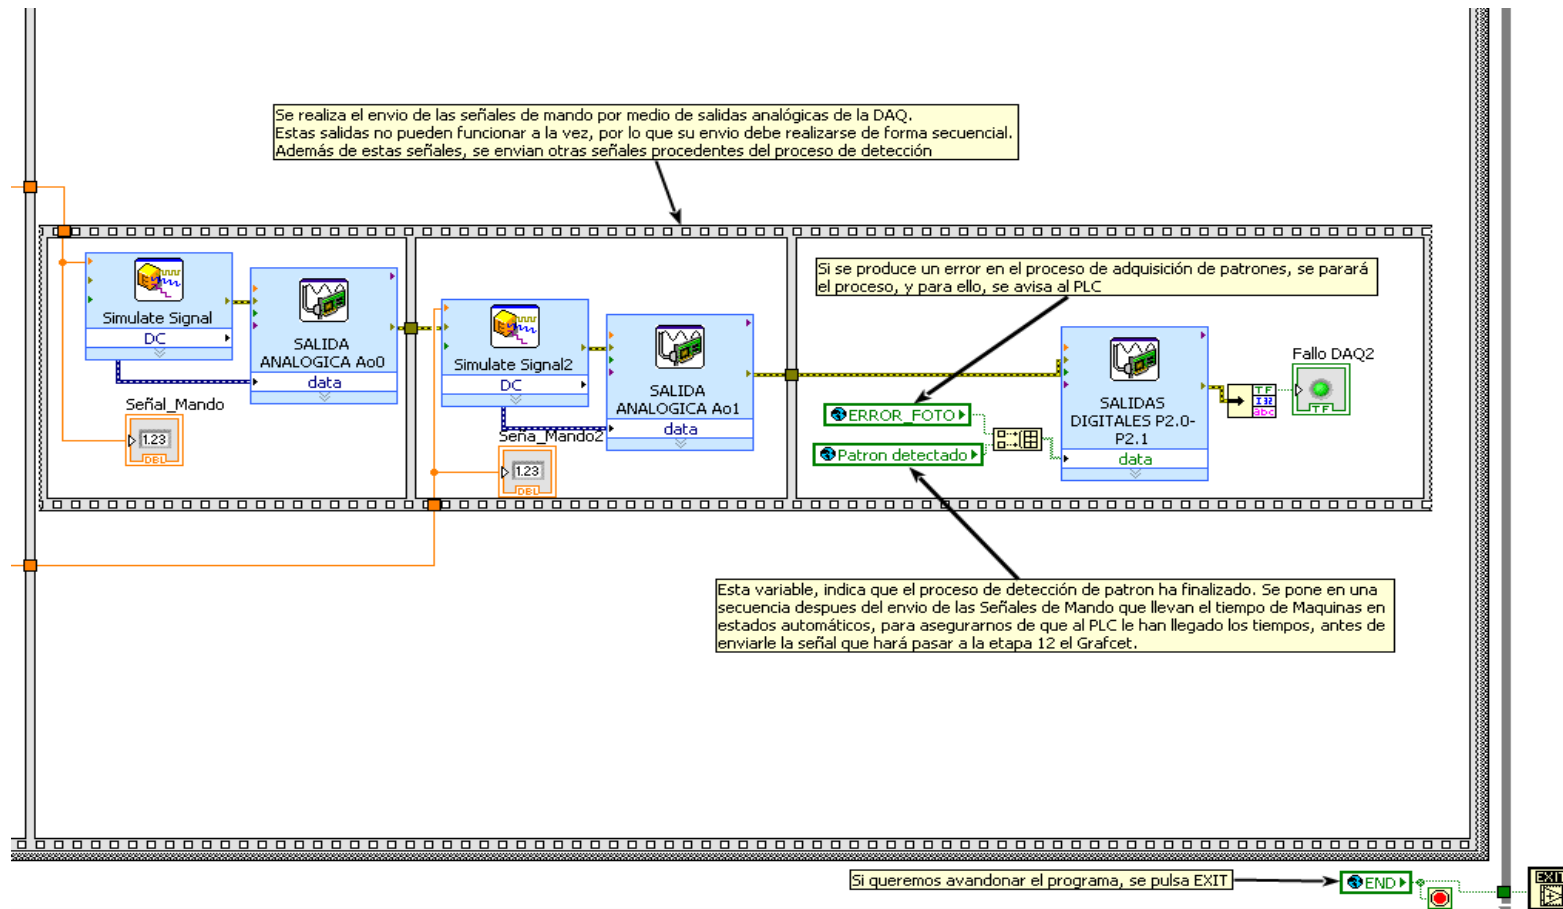 Se realiza el envio de las señales de mando por medio de salidas analógicas de la DAQ.
Estas salidas no pueden funcionar a la vez, por lo que su envio debe realizarse de forma secuencial.
Además de estas señales, se envian otras señales procedentes del proceso de detección
Simulate Signal
DC
SALIDA
ANALOGICA Ao0
data
Señal_Mando
1.23
DBL
Simulate Signal2
DC
SALIDA
ANALOGICA Ao1
data
Seña_Mando2
1.23
DBL
Si se produce un error en el proceso de adquisición de patrones, se parará
el proceso, y para ello, se avisa al PLC
ERROR_FOTO
Patron detectado
SALIDAS
DIGITALES P2.0-
P2.1
data
TF
I32
abc
Fallo DAQ2
TF
Esta variable, indica que el proceso de detección de patron ha finalizado. Se pone en una
secuencia despues del envio de las Señales de Mando que llevan el tiempo de Maquinas en
estados automáticos, para asegurarnos de que al PLC le han llegado los tiempos, antes de
enviarle la señal que hará pasar a la etapa 12 el Grafcet.
Si queremos avandonar el programa, se pulsa EXIT
END
EXIT